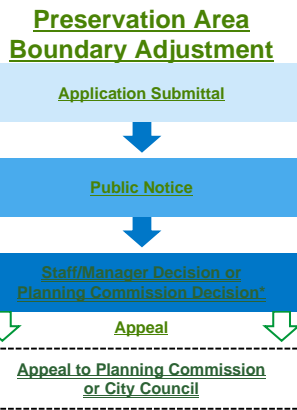 Preservation Area
Boundary Adjustment
Application Submittal
Public Notice
Staff/Manager Decision or
Planning Commission Decision*
Appeal
Appeal to Planning Commission
or City Council